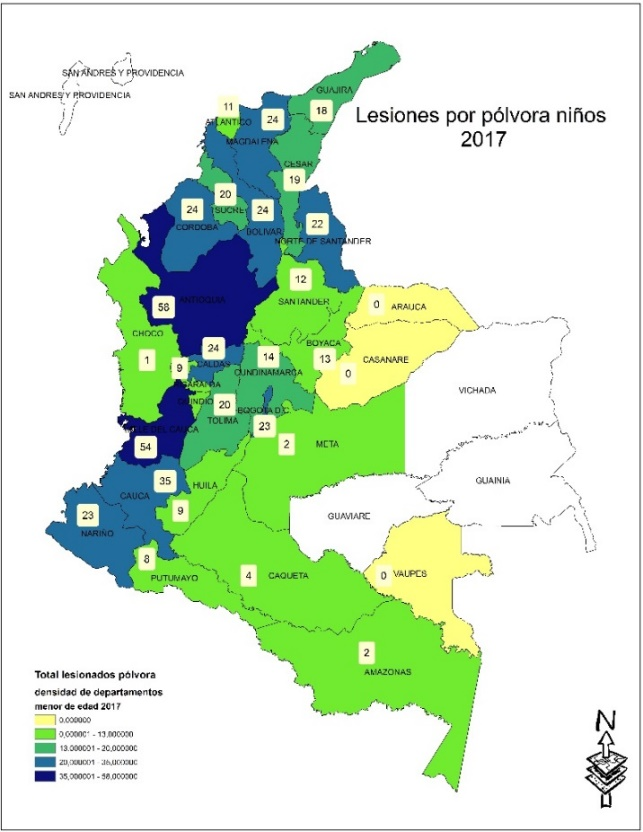 SAN ANDRES Y PROVIDENCIA
SAN ANDRES Y PROVIDENCIA
Lesiones por pólvora niños
2017
GUAJIRA
18
11
ATLANTICO
24
MAGDALENA
CESAR
19
20
SUCRE
24
CORDOBA
24
BOLIVAR
22
NORTE DE SANTANDER
12
SANTANDER
58
ANTIOQUIA
0
ARAUCA
CHOCO
1
24
CALDAS
9
14
CUNDINAMARCA
BOYACA
13
CASANARE
0
VICHADA
20
TOLIMA
BOGOTA D.C.
23
54
2
META
35
CAUCA
HUILA
9
GUAINIA
GUAVIARE
23
NARIÑO
8
PUTUMAYO
4
CAQUETA
0
VAUPES
2
AMAZONAS
Total lesionados pólvora
densidad de departamentos
menor de edad 2017
0,000000
0,000001 - 13,000000
13,000001 - 20,000000
20,000001 - 35,000000
35,000001 - 58,000000
N